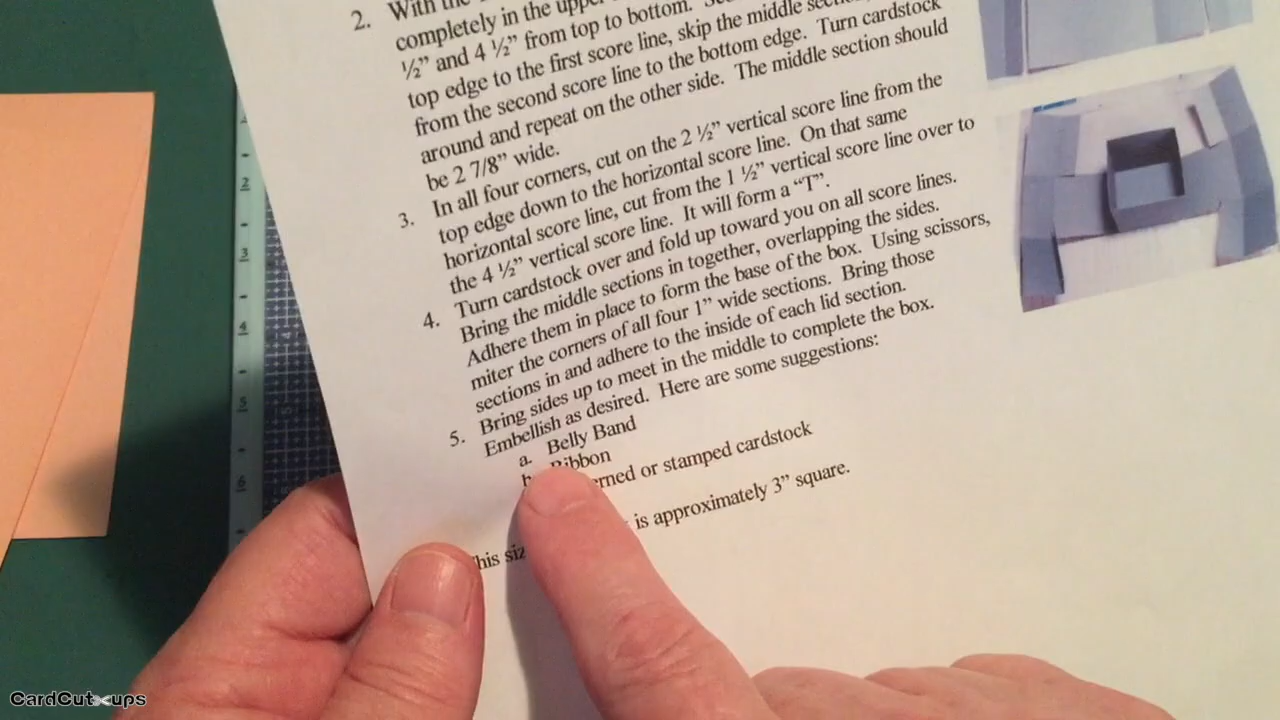 2. With the
completely in the upper
½” and 4 ½” from top to bottom.
top edge to the first score line, skip the middle section,
from the second score line to the bottom edge. Turn cardstock
around and repeat on the other side. The middle section should
be 2 7/8” wide.
3. In all four corners, cut on the 2 ½” vertical score line from the
top edge down to the horizontal score line. On that same
horizontal score line, cut from the 1 ½” vertical score line over to
the 4 ½” vertical score line. It will form a “T”.
4. Turn cardstock over and fold up toward you on all score lines.
Bring the middle sections in together, overlapping the sides.
Adhere them in place to form the base of the box. Using scissors,
miter the corners of all four 1” wide sections. Bring those
sections in and adhere to the inside of each lid section.
Bring sides up to meet in the middle to complete the box.
5. Embellish as desired. Here are some suggestions:
a. Belly Band
b. Ribbon
erned or stamped cardstock
his siz is approximately 3” square.
2
3
4
5
6
CardCut-ups